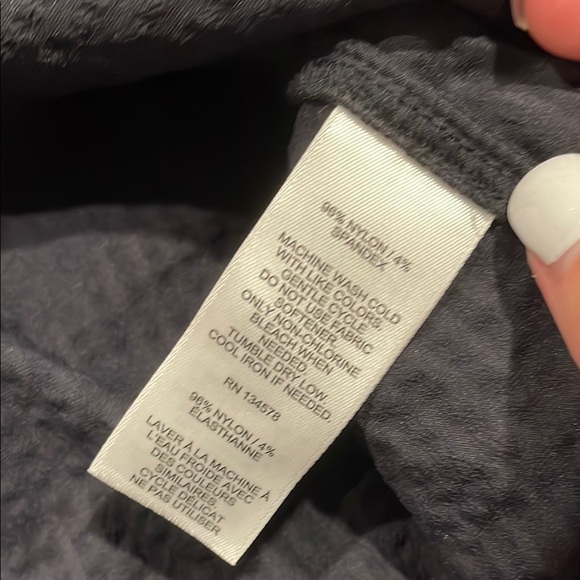 96% NYLON / 4%
SPANDEX
MACHINE WASH COLD
WITH LIKE COLORS
GENTLE CYCLE
DO NOT USE FABRIC
SOFTENER.
ONLY NON-CHLORINE
BLEACH WHEN
NEEDED.
TUMBLE DRY LOW.
COOL IRON IF NEEDED.
RN 134578
96% NYLON / 4%
ÉLASTHANNE
LAVER À LA MACHINE À
L'EAU FROIDE AVEC
DES COULEURS
SIMILAIRES,
CYCLE DÉLICAT
NE PAS UTILISER